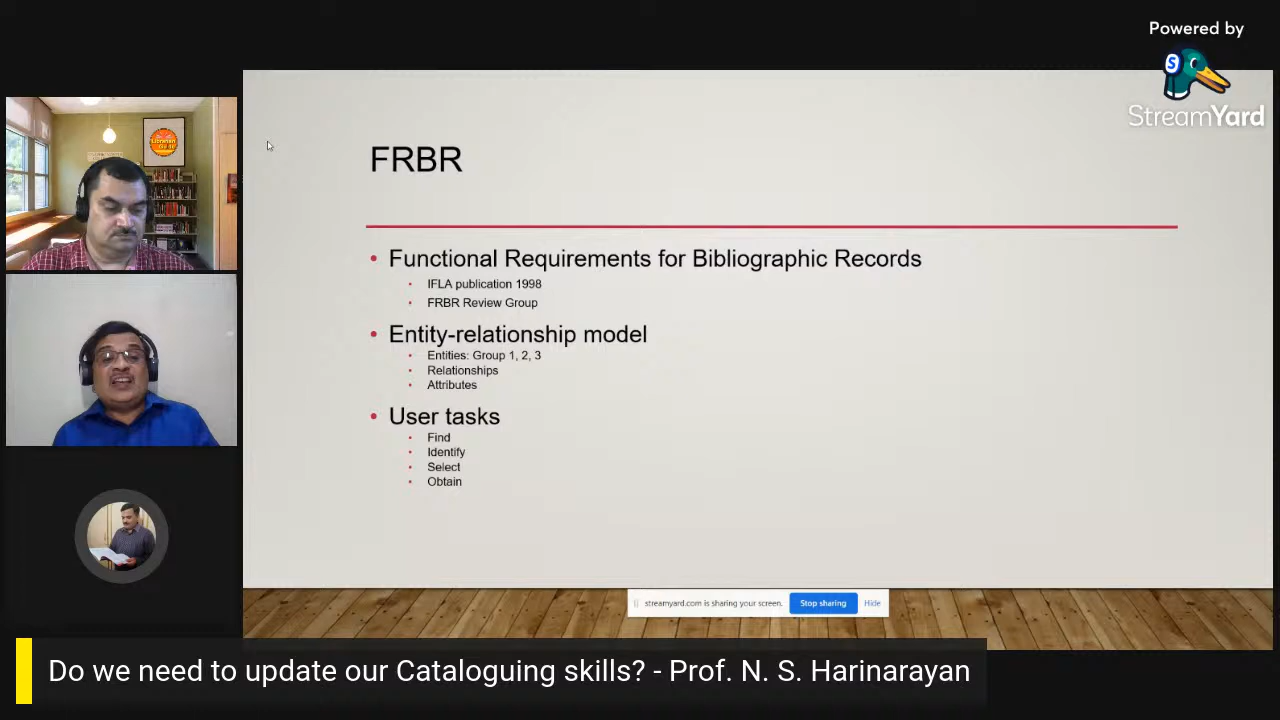 Powered by
StreamYard
FRBR
• Functional Requirements for Bibliographic Records
• IFLA publication 1998
• FRBR Review Group
• Entity-relationship model
• Entities: Group 1, 2, 3
• Relationships
• Attributes
• User tasks
• Find
• Identify
• Select
• Obtain
streamyard.com is sharing your screen. Stop sharing Hide
Do we need to update our Cataloguing skills? - Prof. N. S. Harinarayan